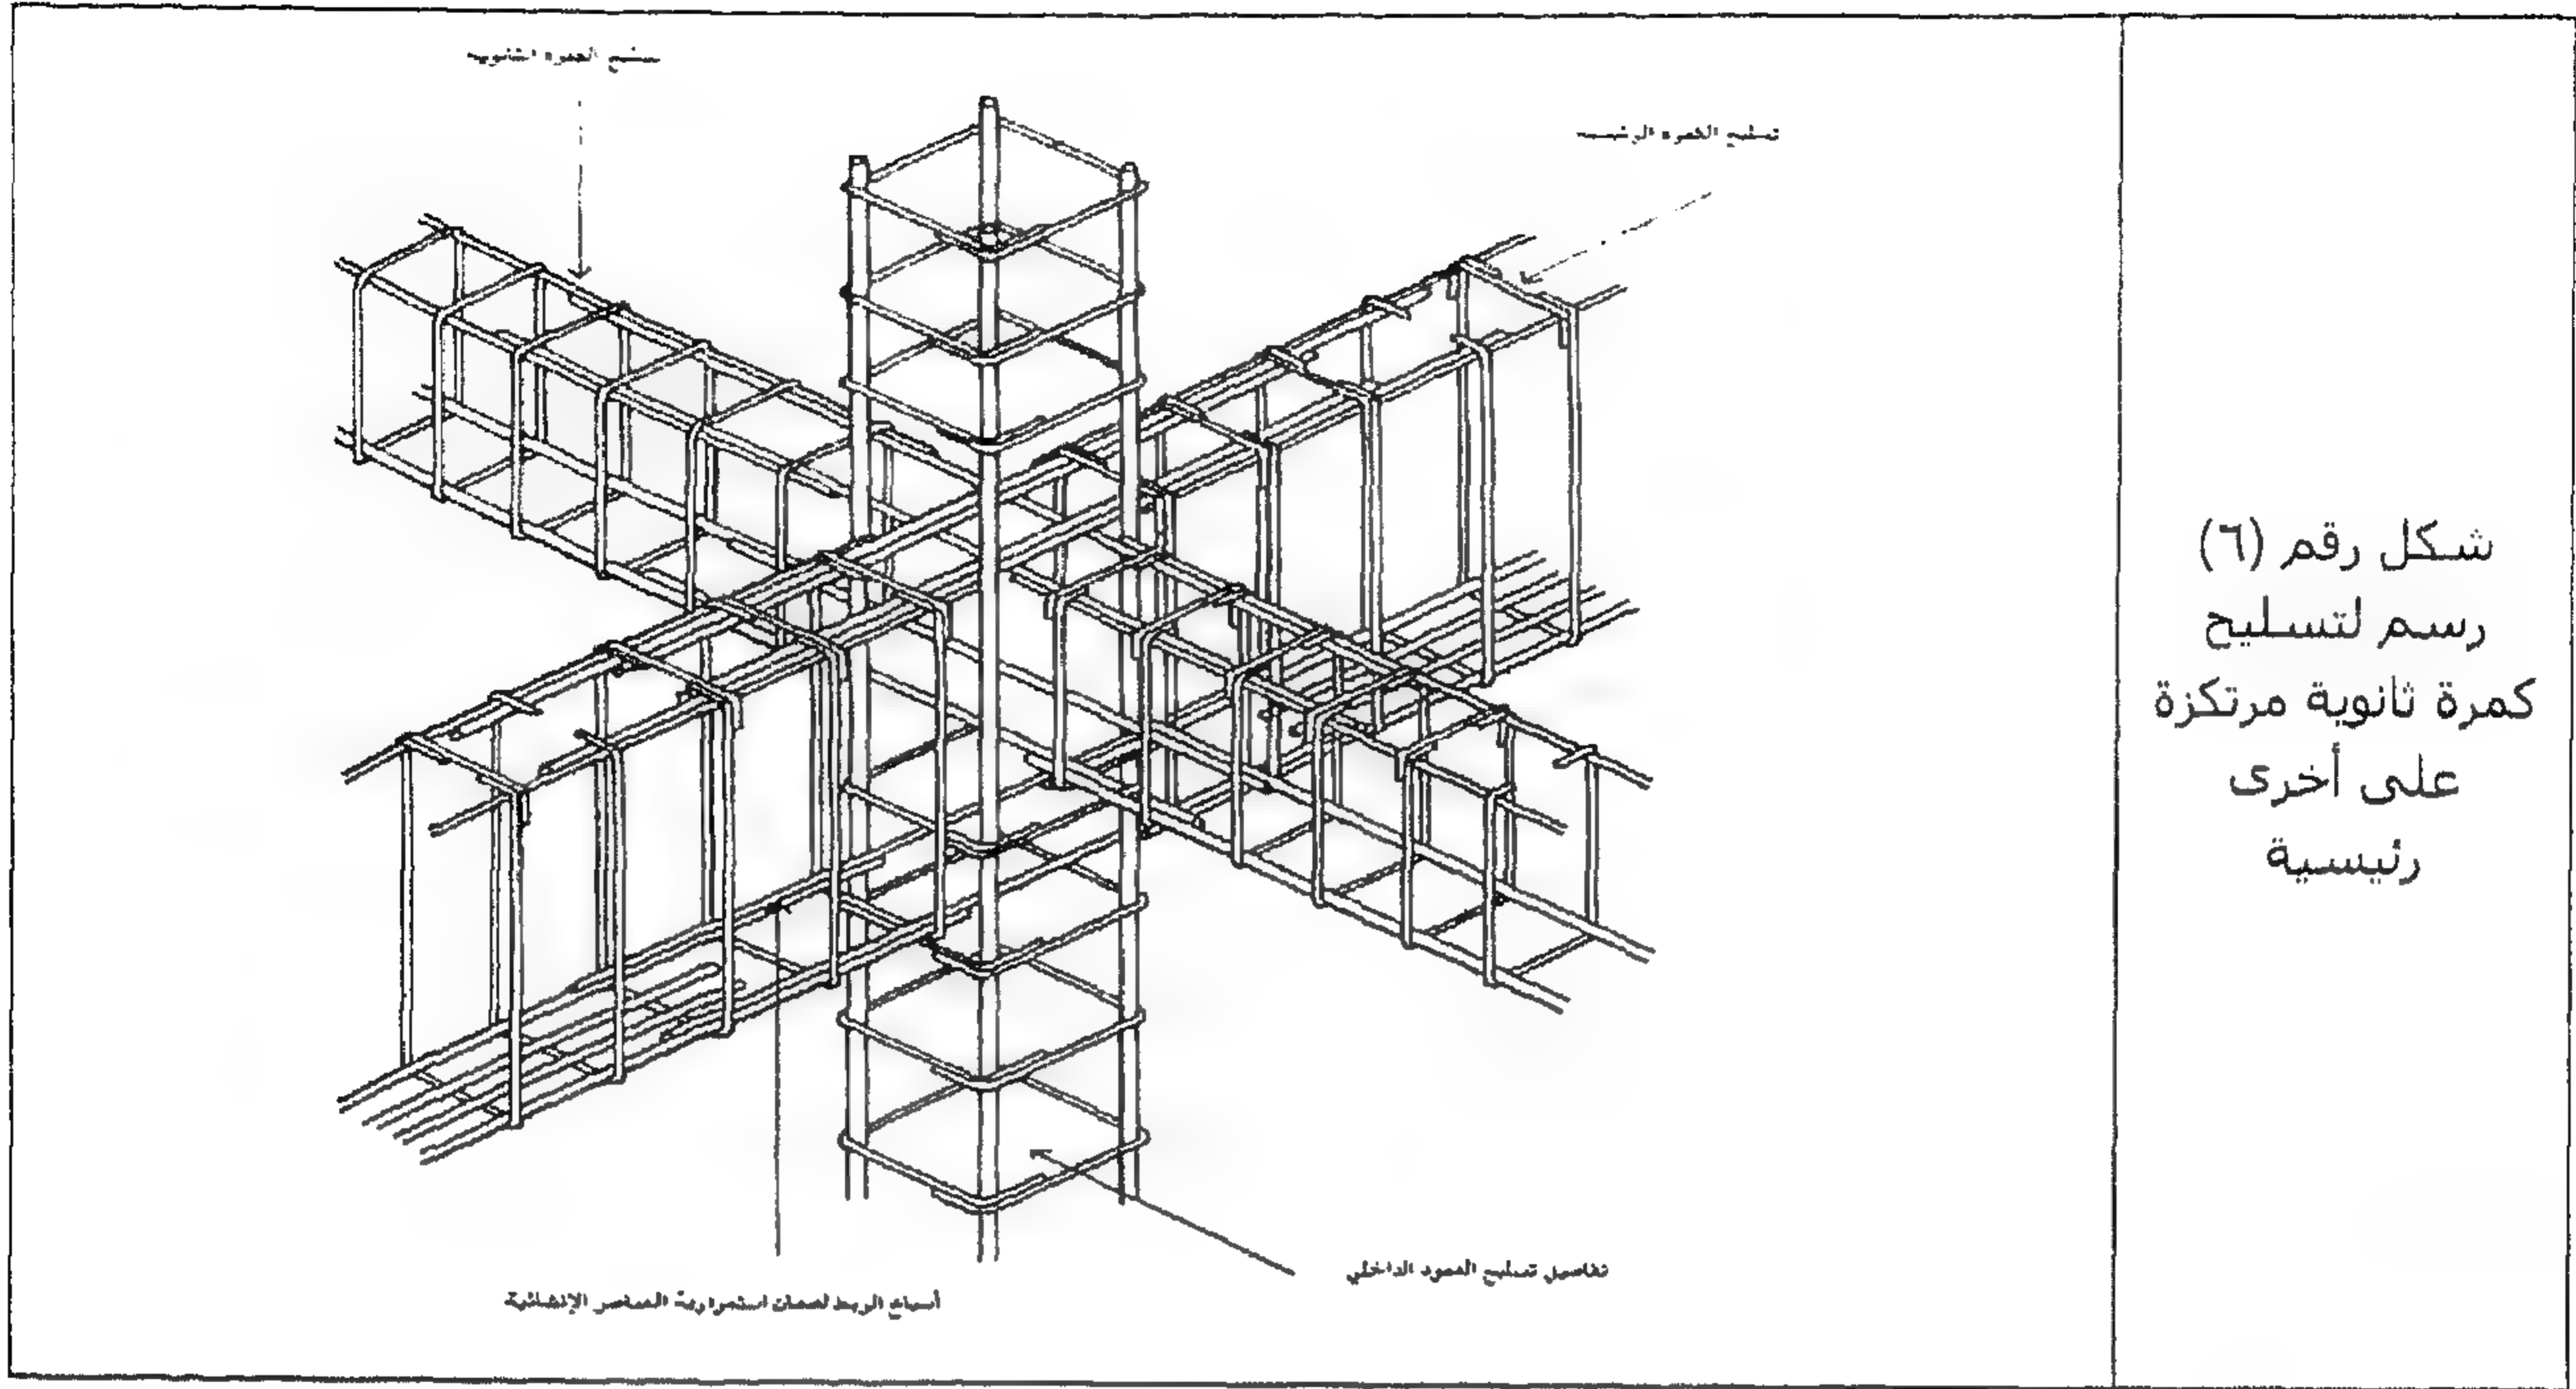 تسليح الكمرة الثانوية
تسليح الكمرة الرئيسية
شكل رقم (٦)
رسم لتسليح
كمرة ثانوية مرتكزة
على أخرى
رئيسية
تفاصيل تسليح العمود الداخلي
أسياخ الربط لضمان استمرارية العناصر الإنشائية